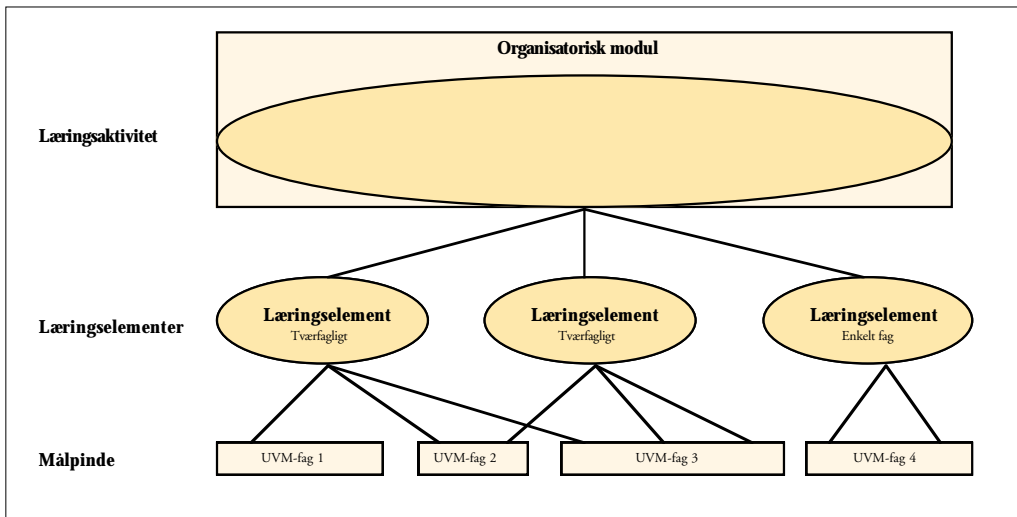 Organisatorisk modul
Læringsaktivitet
Læringselementer
Læringselement
Tværfagligt
Læringselement
Tværfagligt
Læringselement
Enkelt fag
Målpinde
UVM-fag 1
UVM-fag 2
UVM-fag 3
UVM-fag 4